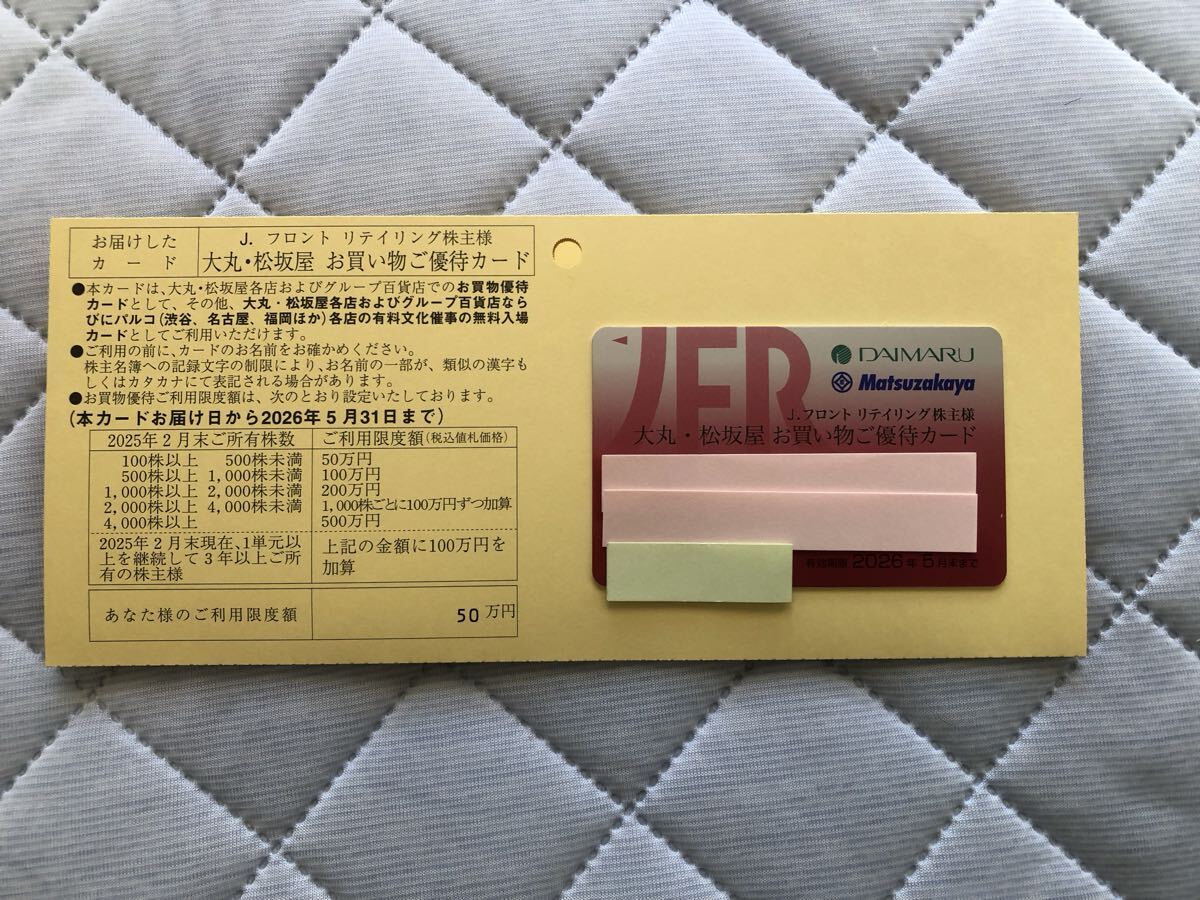 お届けした
カード
J. フロント リテイリング株主様
大丸・松坂屋 お買い物ご優待カード
●本カードは、大丸・松坂屋各店およびグループ百貨店でのお買物優待
カードとして、その他、大丸・松坂屋各店およびグループ百貨店なら
びにパルコ(渋谷、名古屋、福岡ほか)各店の有料文化催事の無料入場
カードとしてご利用いただけます。
●ご利用の前に、カードのお名前をお確かめください。
株主名簿への記録文字の制限により、お名前の一部が、類似の漢字も
しくはカタカナにて表記される場合があります。
●お買物優待ご利用限度額は、次のとおり設定いたしております。
(本カードお届け日から2026年5月31日まで)
2025年2月末ご所有株数 ご利用限度額(税込値札価格)
100株以上 500株未満 50万円
500株以上 1,000株未満 100万円
1,000株以上 2,000株未満 200万円
2,000株以上 4,000株未満 1,000株ごとに100万円ずつ加算
4,000株以上 500万円
2025年2月末現在、1単元以
上を継続して3年以上ご所
有の株主様
上記の金額に100万円を
加算
あなた様のご利用限度額 50万円
JFR
DAIMARU
Matsuzakaya
J.フロント リテイリング株主様
大丸・松坂屋 お買い物ご優待カード
有効期限 2026年 5月末まで